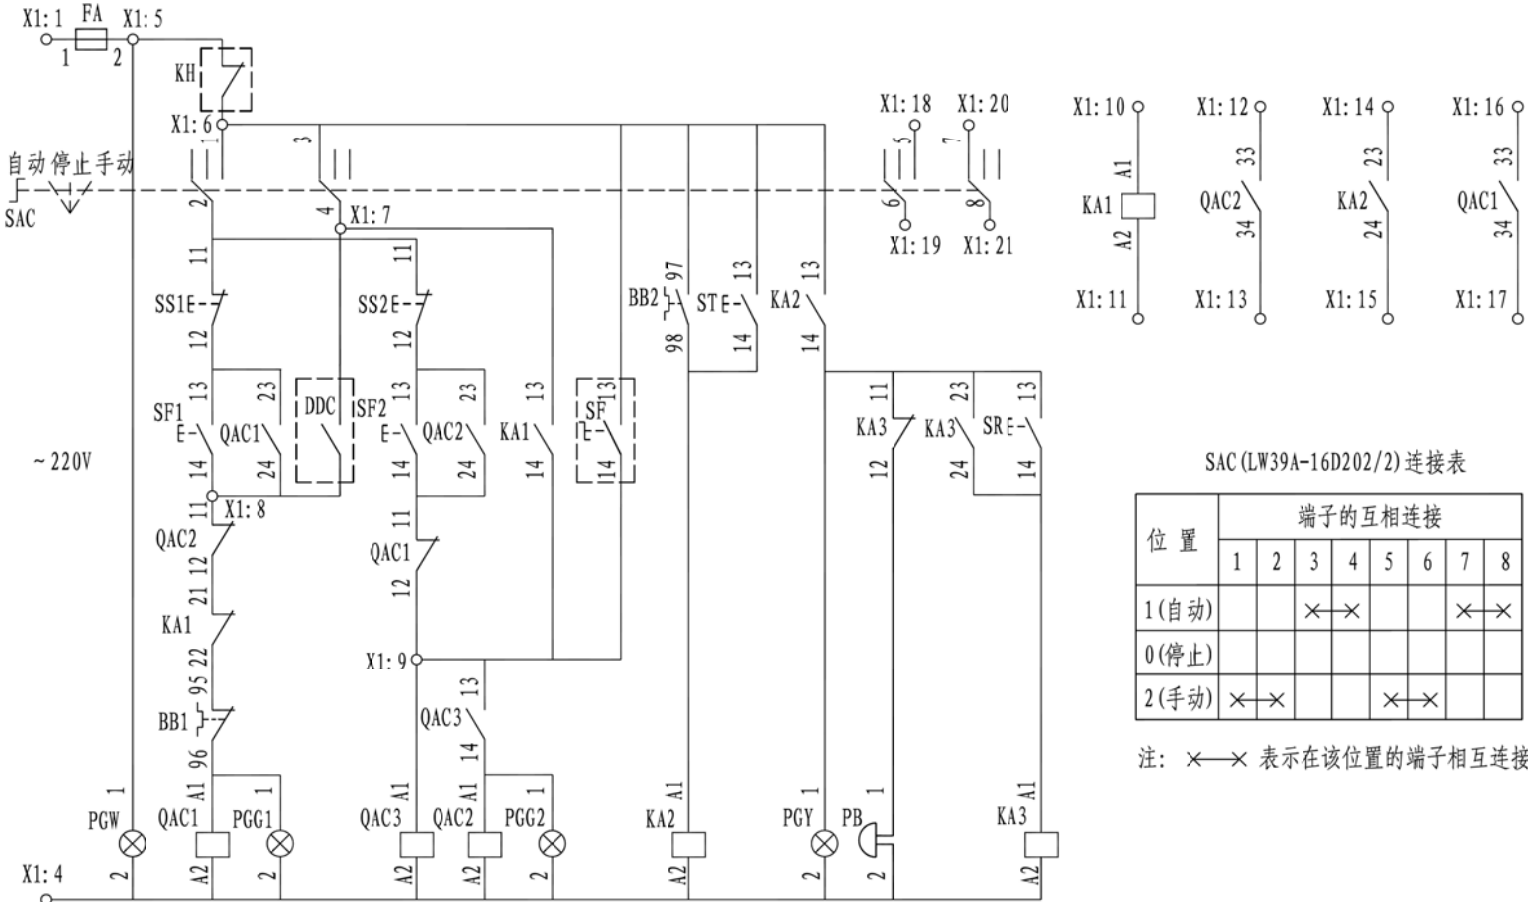 X1:1 FA X1:5
1 2
KH
X1:6
1 3
自动 停止 手动
SAC
2 4
X1:7
X1:18 X1:20
5 7
6 8
X1:19 X1:21
X1:10 X1:12 X1:14 X1:16
A1 33 23 33
KA1 QAC2 KA2 QAC1
A2 34 24 34
X1:11 X1:13 X1:15 X1:17
11 11 97 13 13
SS1 SS2 BB2 ST KA2
12 12 98 14 14
13 23 13 23 13 13 11 23 13
SF1 QAC1 DDC SF2 QAC2 KA1 SF KA3 KA3 SR
14 24 14 24 14 14 12 24 14
~220V
11 X1:8
QAC2
12
11
QAC1
12
21
KA1
22
X1:9
95
BB1
96
13
QAC3
14
1 A1 1 A1 A1 1 A1 1 1 A1
PGW QAC1 PGG1 QAC3 QAC2 PGG2 KA2 PGY PB KA3
2 A2 2 A2 A2 2 A2 2 2 A2
X1:4
SAC(LW39A-16D202/2)连接表
位置 端子的互相连接
1 2 3 4 5 6 7 8
1(自动) ×—× ×—×
0(停止)
2(手动) ×—× ×—×
注: ×—× 表示在该位置的端子相互连接